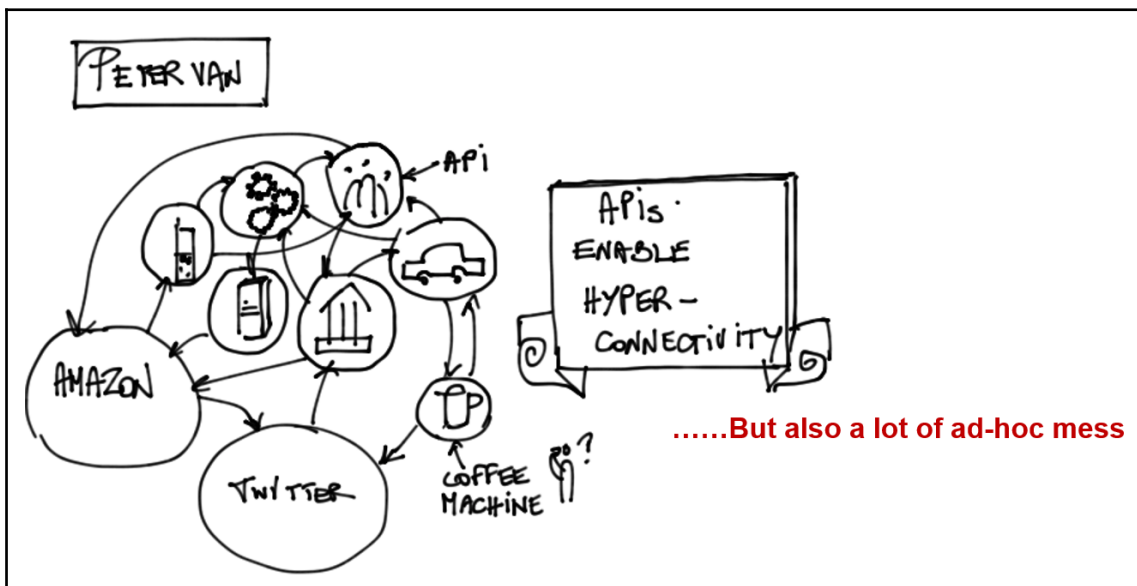 PETER VAN
API
APIs.
ENABLE
HYPER-
CONNECTIVITY
AMAZON
......But also a lot of ad-hoc mess
TWITTER
COFFEE
MACHINE
?